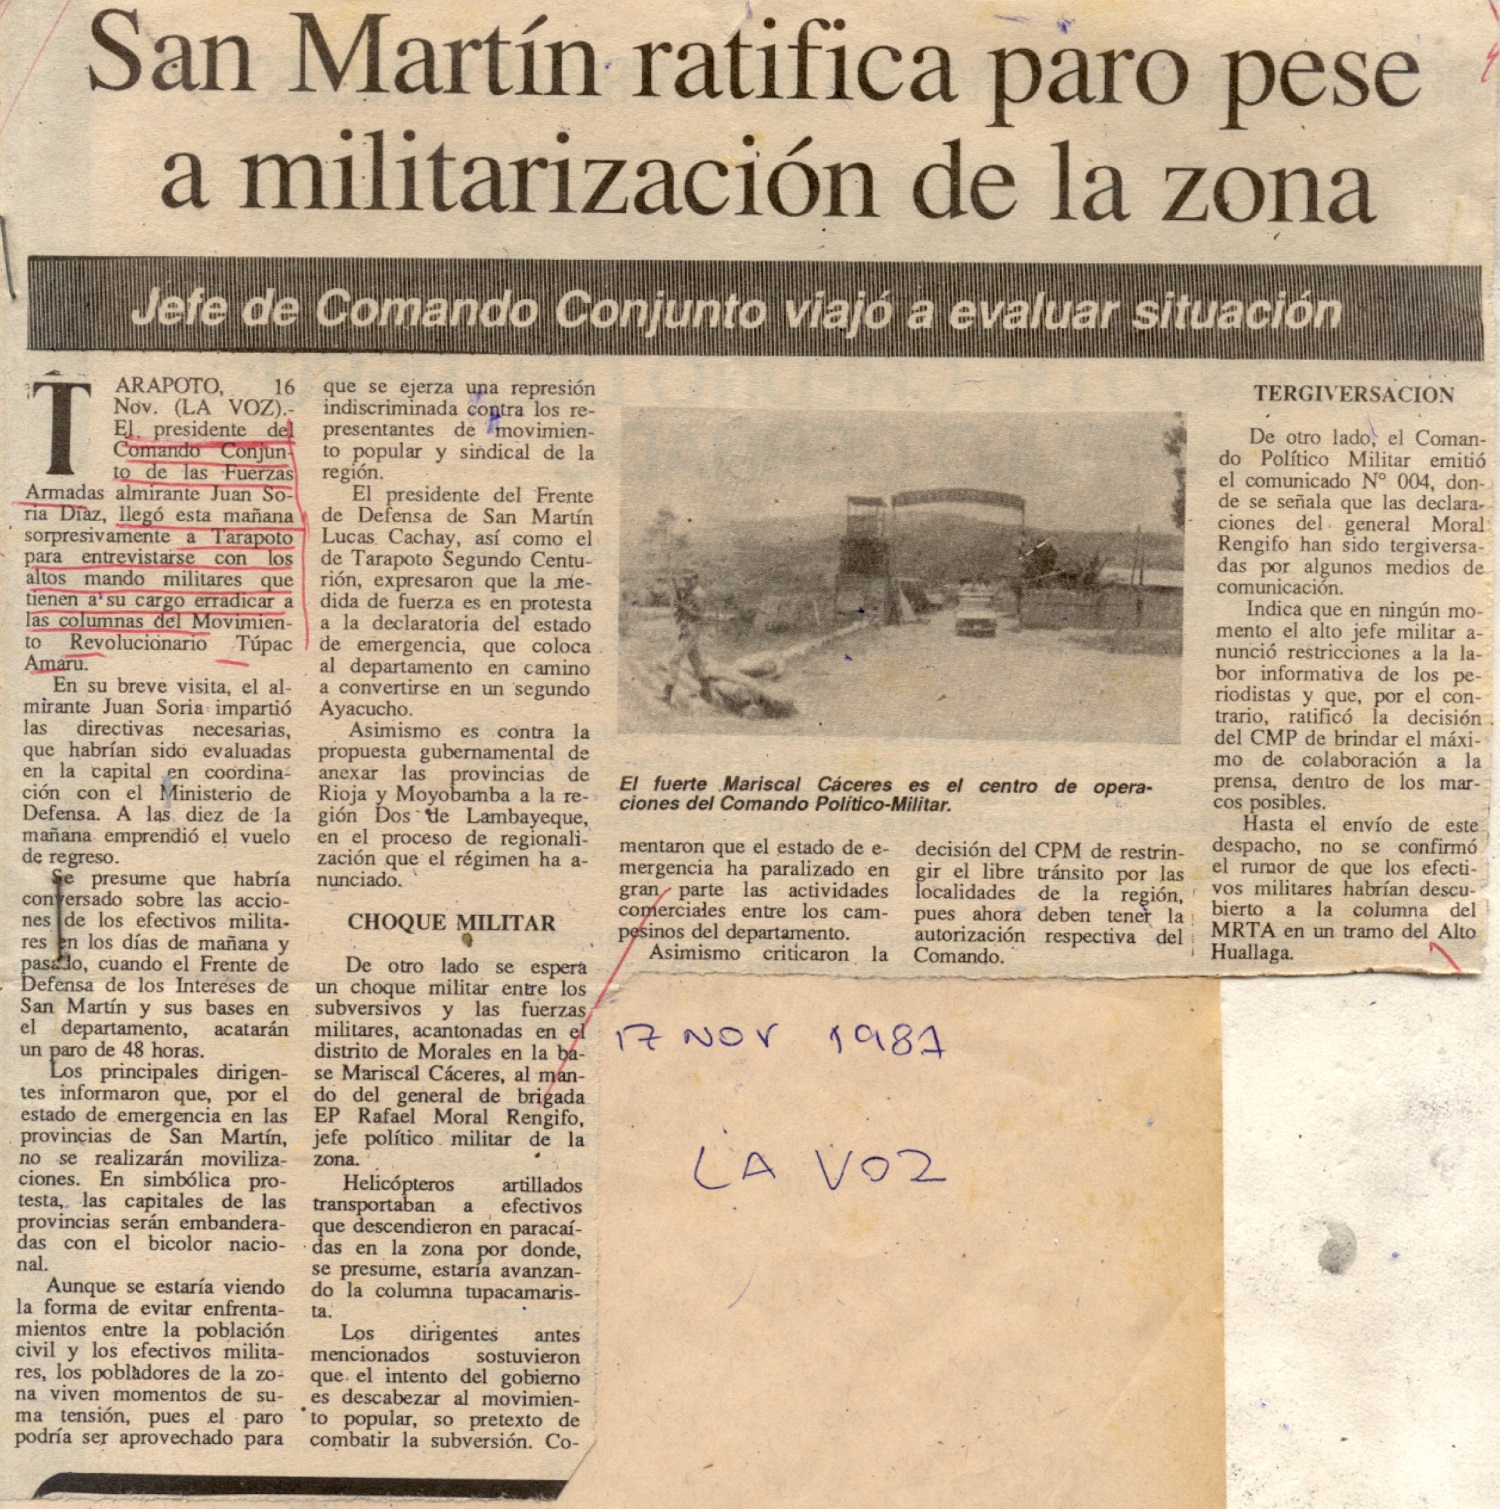 San Martín ratifica paro pese
a militarización de la zona
Jefe de Comando Conjunto viajó a evaluar situación
TARAPOTO, 16
Nov. (LA VOZ).-
El presidente del
Comando Conjun-
to de las Fuerzas
Armadas almirante Juan So-
ria Díaz, llegó esta mañana
sorpresivamente a Tarapoto
para entrevistarse con los
altos mando militares que
tienen a su cargo erradicar a
las columnas del Movimien-
to Revolucionario Túpac
Amaru.
En su breve visita, el al-
mirante Juan Soria impartió
las directivas necesarias,
que habrían sido evaluadas
en la capital en coordina-
ción con el Ministerio de
Defensa. A las diez de la
mañana emprendió el vuelo
de regreso.
Se presume que habría
conversado sobre las accio-
nes de los efectivos milita-
res en los días de mañana y
pasado, cuando el Frente de
Defensa de los Intereses de
San Martín y sus bases en
el departamento, acatarán
un paro de 48 horas.
Los principales dirigen-
tes informaron que, por el
estado de emergencia en las
provincias de San Martín,
no se realizarán moviliza-
ciones. En simbólica pro-
testa, las capitales de las
provincias serán embandera-
das con el bicolor nacio-
nal.
Aunque se estaría viendo
la forma de evitar enfrenta-
mientos entre la población
civil y los efectivos milita-
res, los pobladores de la zo-
na viven momentos de su-
ma tensión, pues el paro
podría ser aprovechado para
que se ejerza una represión
indiscriminada contra los re-
presentantes de movimien-
to popular y sindical de la
región.
El presidente del Frente
de Defensa de San Martín
Lucas Cachay, así como el
de Tarapoto Segundo Centu-
rión, expresaron que la me-
dida de fuerza es en protesta
a la declaratoria del estado
de emergencia, que coloca
al departamento en camino
a convertirse en un segundo
Ayacucho.
Asimismo es contra la
propuesta gubernamental de
anexar las provincias de
Rioja y Moyobamba a la re-
gión Dos de Lambayeque,
en el proceso de regionali-
zación que el régimen ha a-
nunciado.
CHOQUE MILITAR
De otro lado se espera
un choque militar entre los
subversivos y las fuerzas
militares, acantonadas en el
distrito de Morales en la ba-
se Mariscal Cáceres, al man-
do del general de brigada
EP Rafael Moral Rengifo,
jefe político militar de la
zona.
Helicópteros artillados
transportaban a efectivos
que descendieron en paracaí-
das en la zona por donde,
se presume, estaría avanzan-
do la columna tupacamaris-
ta.
Los dirigentes antes
mencionados sostuvieron
que el intento del gobierno
es descabezar al movimien-
to popular, so pretexto de
combatir la subversión. Co-
El fuerte Mariscal Cáceres es el centro de opera-
ciones del Comando Político-Militar.
mentaron que el estado de e-
mergencia ha paralizado en
gran parte las actividades
comerciales entre los cam-
pesinos del departamento.
Asimismo criticaron la
decisión del CPM de restrin-
gir el libre tránsito por las
localidades de la región,
pues ahora deben tener la
autorización respectiva del
Comando.
TERGIVERSACION
De otro lado, el Coman-
do Político Militar emitió
el comunicado N° 004, don-
de se señala que las declara-
ciones del general Moral
Rengifo han sido tergiversa-
das por algunos medios de
comunicación.
Indica que en ningún mo-
mento el alto jefe militar a-
nunció restricciones a la la-
bor informativa de los pe-
riodistas y que, por el con-
trario, ratificó la decisión
del CMP de brindar el máxi-
mo de colaboración a la
prensa, dentro de los mar-
cos posibles.
Hasta el envío de este
despacho, no se confirmó
el rumor de que los efecti-
vos militares habrían descu-
bierto a la columna del
MRTA en un tramo del Alto
Huallaga.
17 NOV 1987
LA VOZ